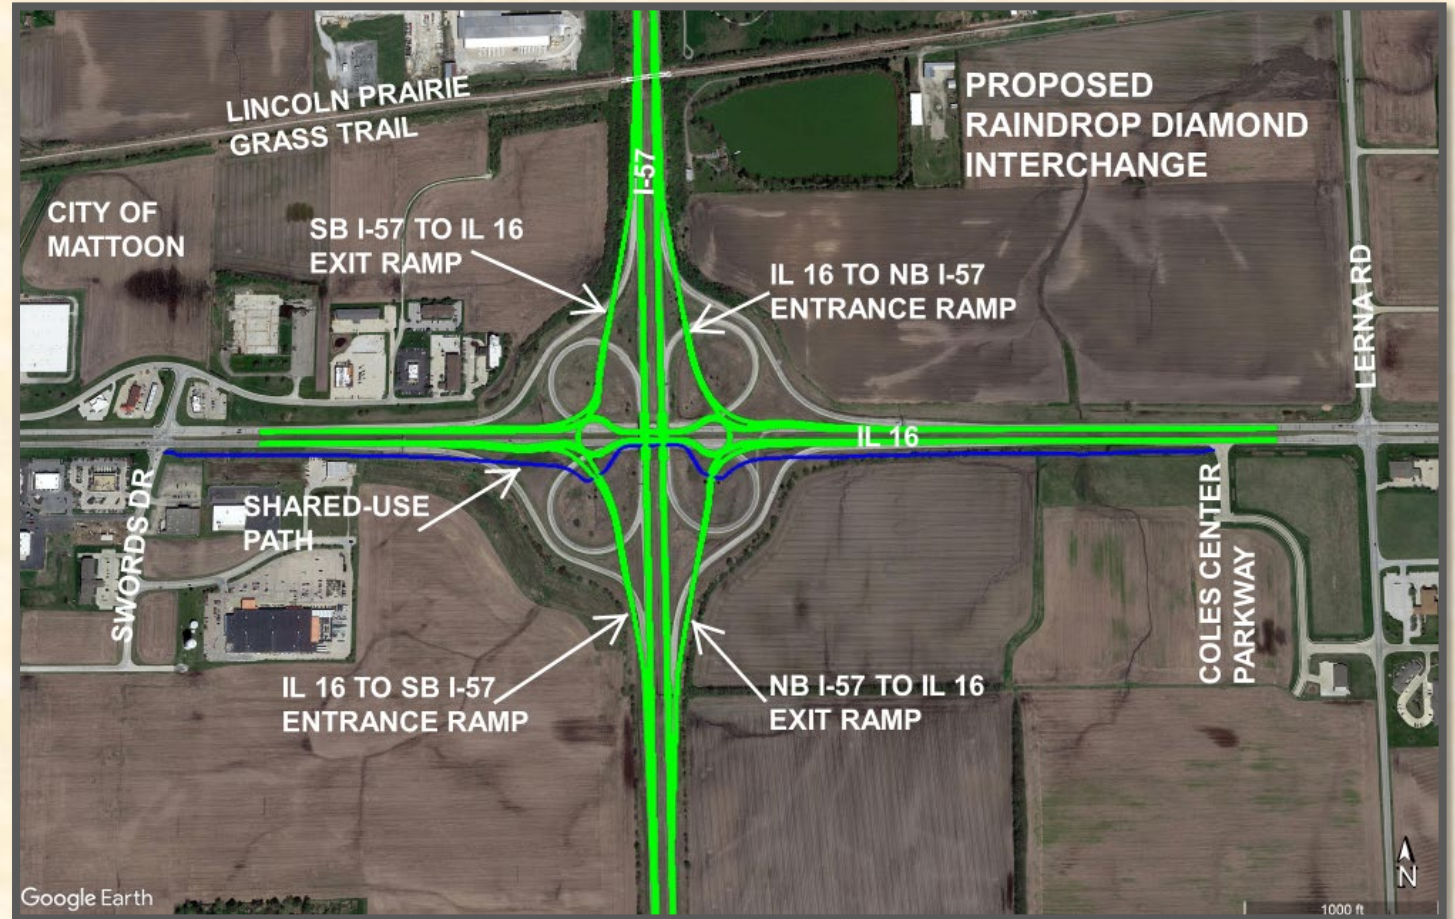 LINCOLN PRAIRIE
GRASS TRAIL
PROPOSED
RAINDROP DIAMOND
INTERCHANGE
I-57
CITY OF
MATTOON
SB I-57 TO IL 16
EXIT RAMP
IL 16 TO NB I-57
ENTRANCE RAMP
LERNA RD
IL 16
SHARED-USE
PATH
SWORDS DR
COLES CENTER
PARKWAY
IL 16 TO SB I-57
ENTRANCE RAMP
NB I-57 TO IL 16
EXIT RAMP
N
Google Earth
1000 ft